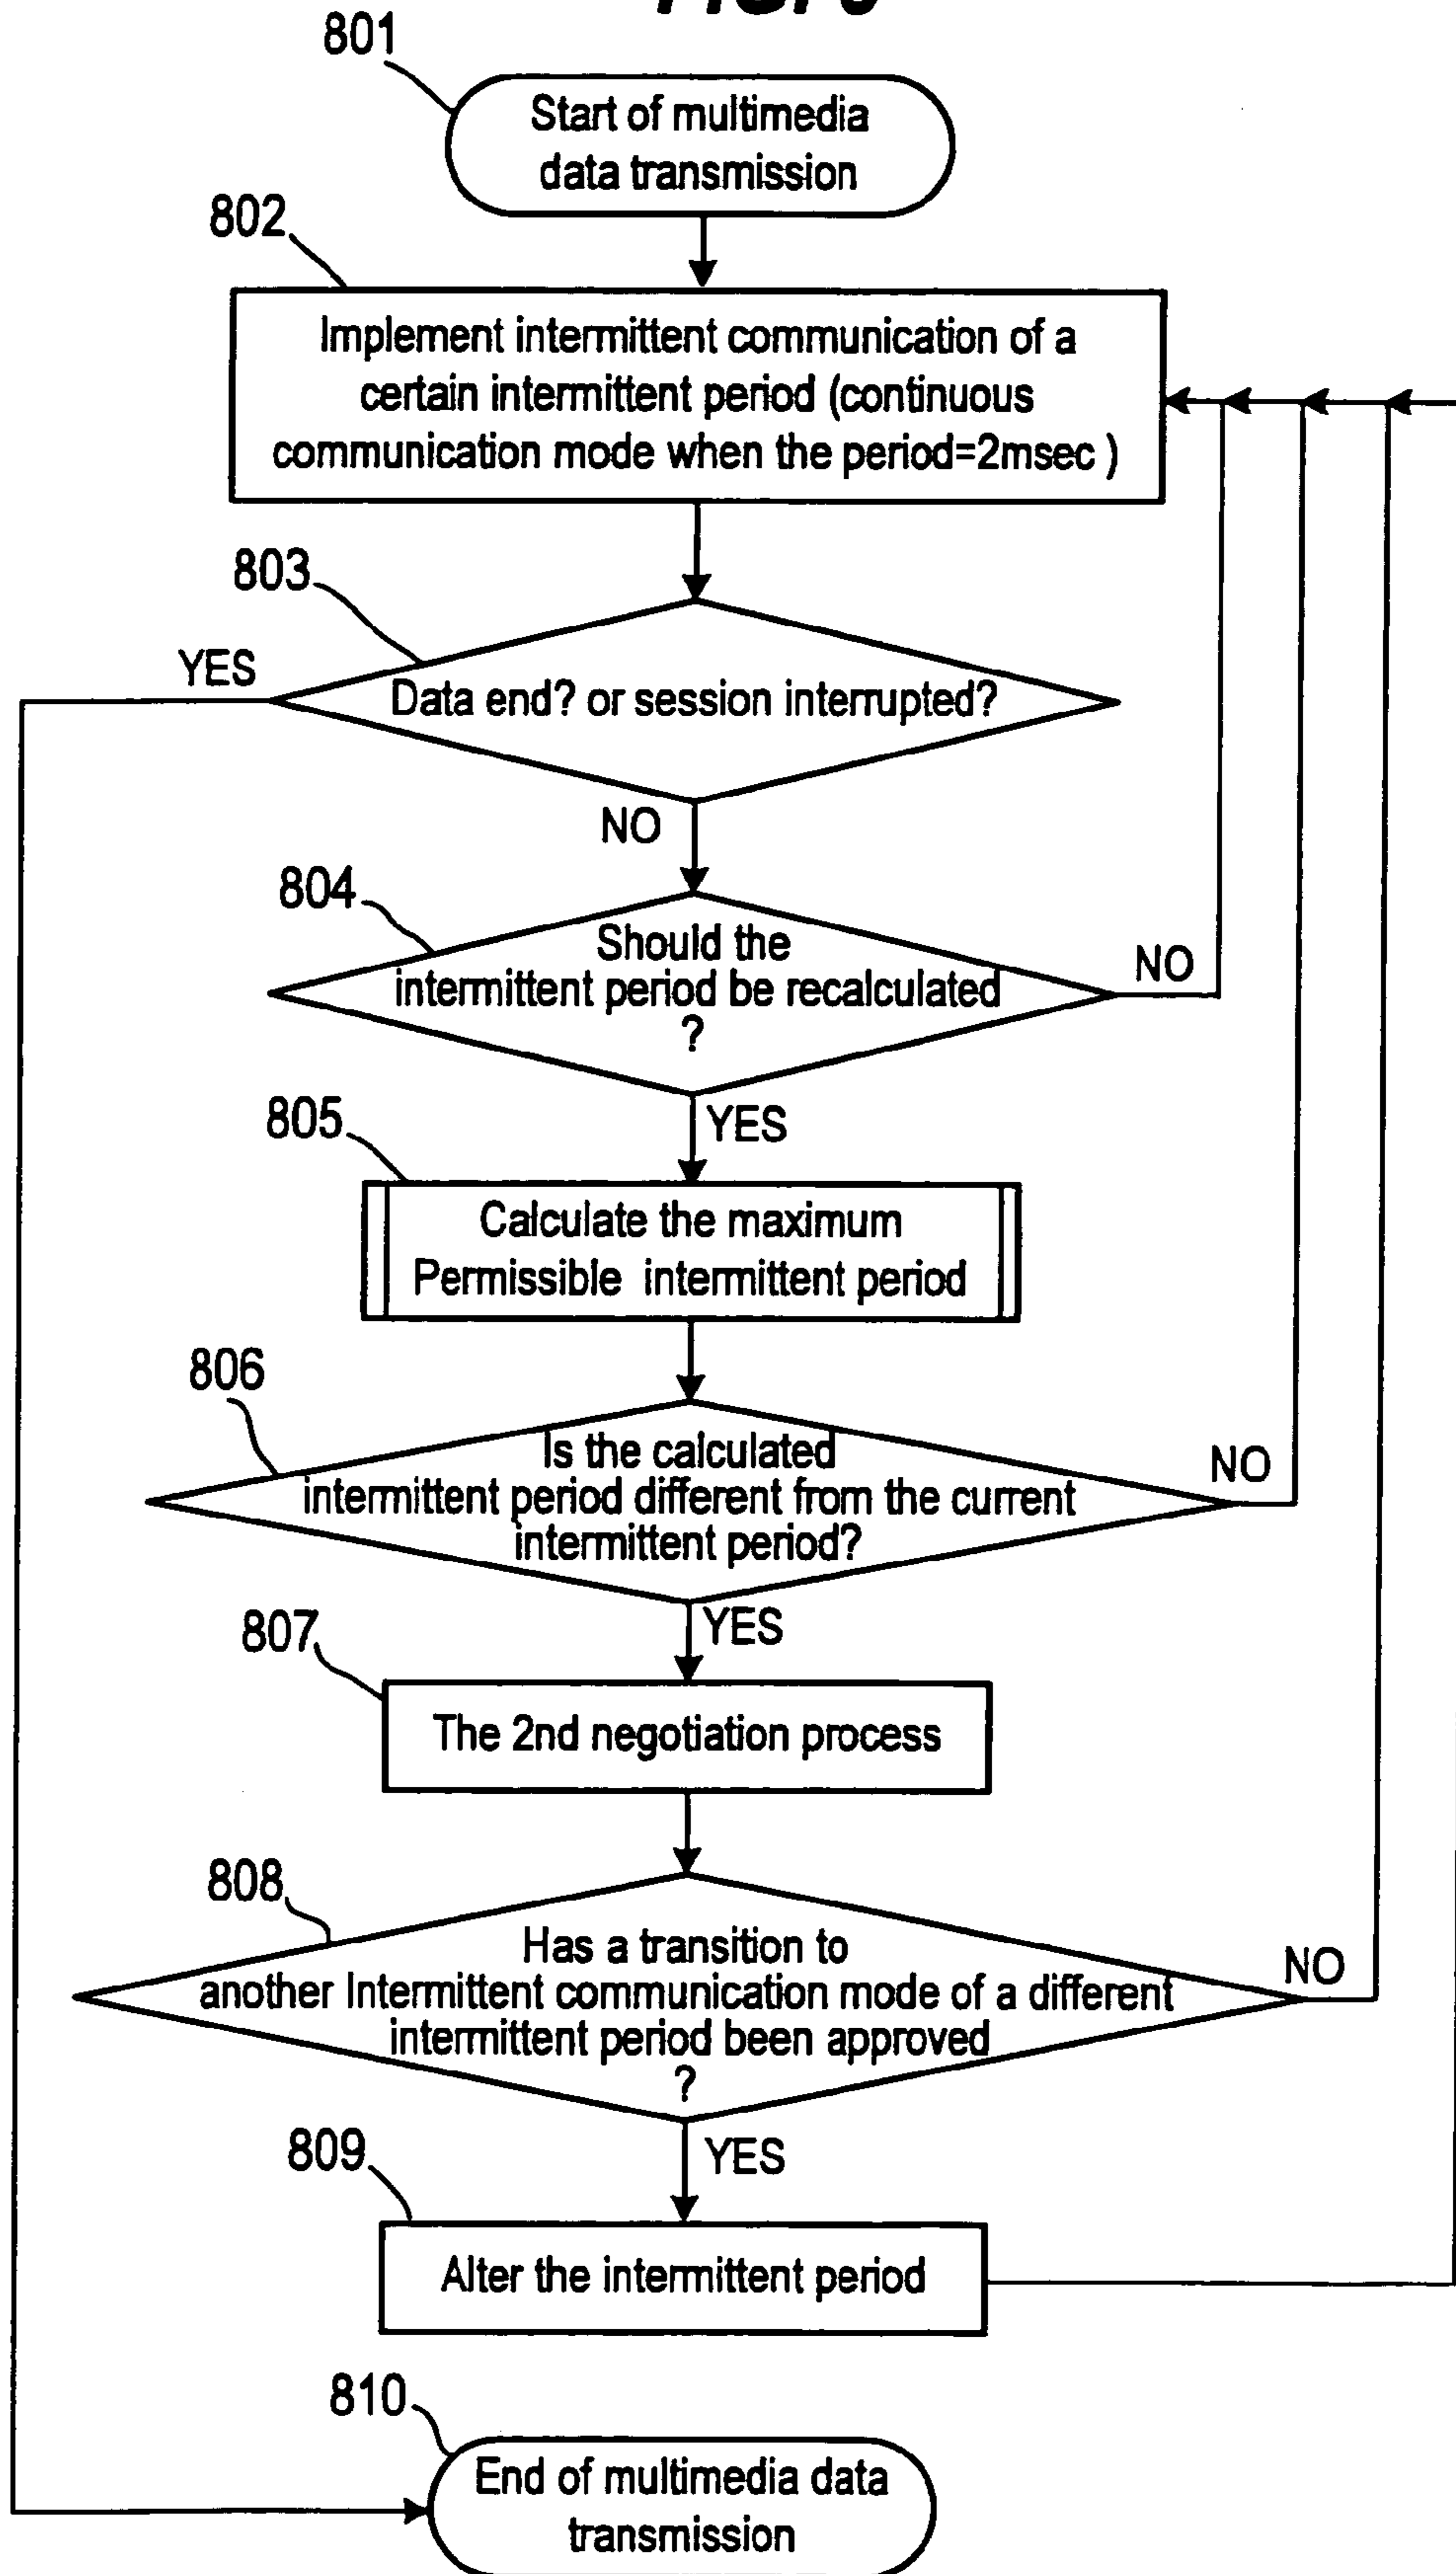 801
Start of multimedia
data transmission
802
Implement intermittent communication of a
certain intermittent period (continuous
communication mode when the period=2msec )
803
YES
Data end? or session interrupted?
NO
804
Should the
intermittent period be recalculated
?
NO
YES
805
Calculate the maximum
Permissible intermittent period
806
Is the calculated
intermittent period different from the current
intermittent period?
NO
YES
807
The 2nd negotiation process
808
Has a transition to
another Intermittent communication mode of a different
intermittent period been approved
?
NO
YES
809
Alter the intermittent period
810
End of multimedia data
transmission